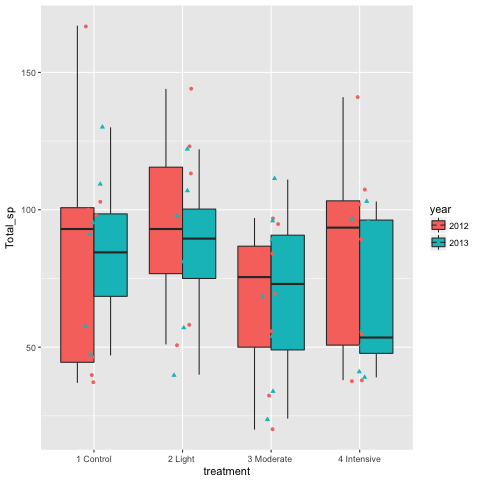 Total_sp
150
100
50
1 Control
2 Light
3 Moderate
4 Intensive
treatment
year
2012
2013